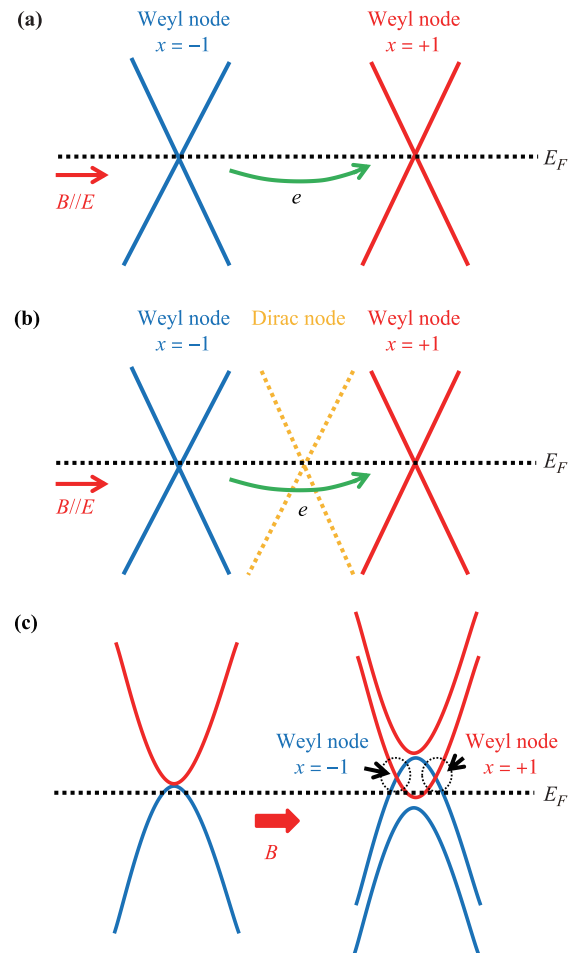 (a)
Weyl node
x = −1
Weyl node
x = +1
E_F
B//E
e
(b)
Weyl node
x = −1
Dirac node
Weyl node
x = +1
E_F
B//E
e
(c)
Weyl node
x = −1
Weyl node
x = +1
E_F
B